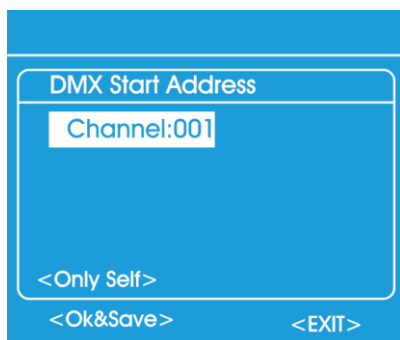 DMX Start Address
Channel:001
<Only Self>
<Ok&Save>
<EXIT>